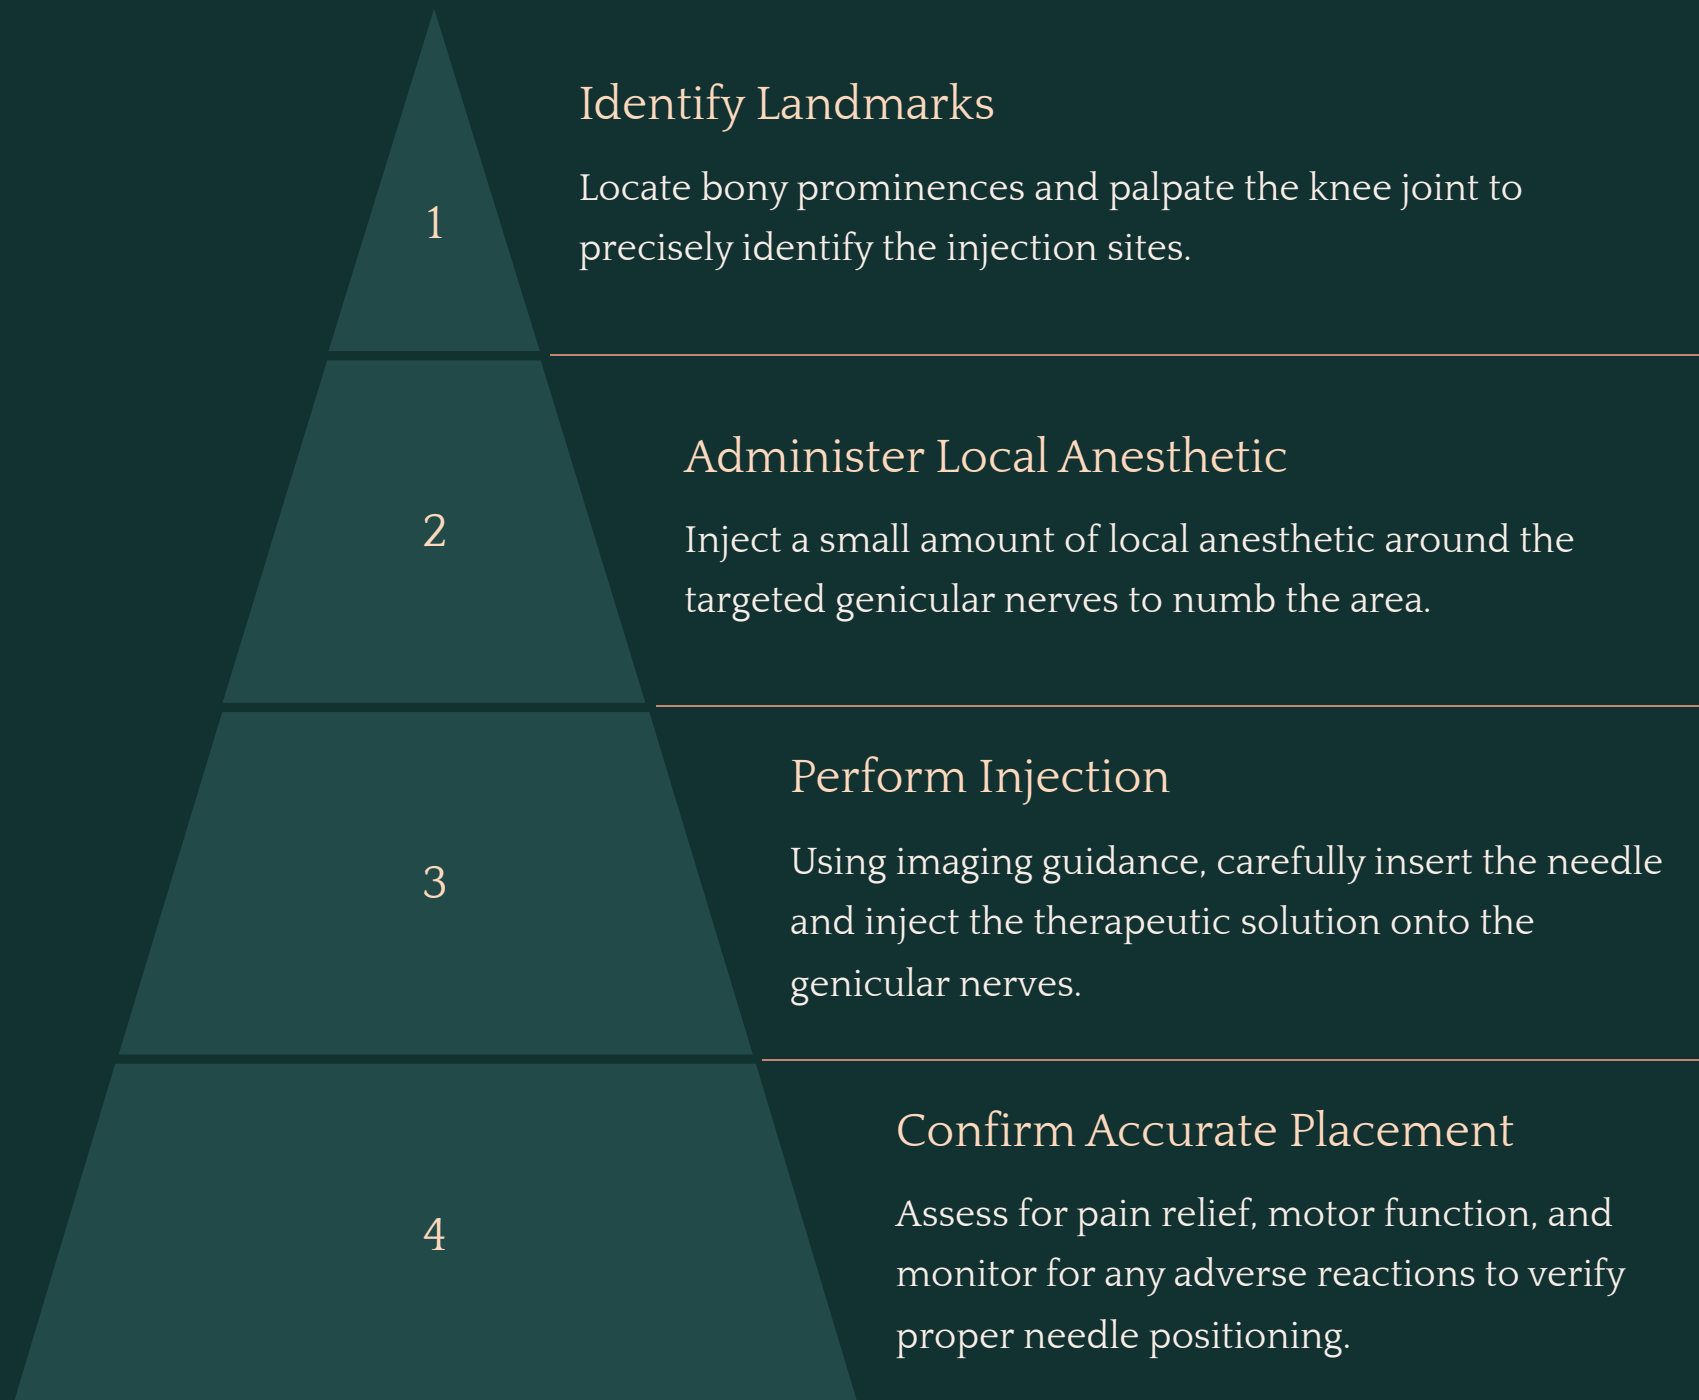 Identify Landmarks
Locate bony prominences and palpate the knee joint to
precisely identify the injection sites.
1
Administer Local Anesthetic
Inject a small amount of local anesthetic around the
targeted genicular nerves to numb the area.
2
Perform Injection
Using imaging guidance, carefully insert the needle
and inject the therapeutic solution onto the
genicular nerves.
3
Confirm Accurate Placement
Assess for pain relief, motor function, and
monitor for any adverse reactions to verify
proper needle positioning.
4